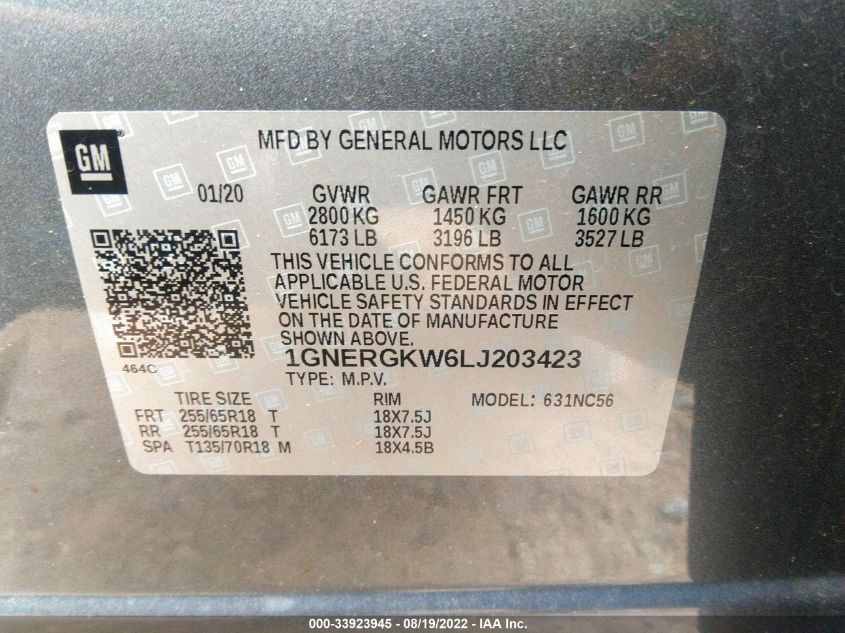 GM
MFD BY GENERAL MOTORS LLC
01/20 GVWR GAWR FRT GAWR RR
2800 KG 1450 KG 1600 KG
6173 LB 3196 LB 3527 LB
THIS VEHICLE CONFORMS TO ALL
APPLICABLE U.S. FEDERAL MOTOR
VEHICLE SAFETY STANDARDS IN EFFECT
ON THE DATE OF MANUFACTURE
SHOWN ABOVE.
464C
1GNERGKW6LJ203423
TYPE: M.P.V.
TIRE SIZE RIM MODEL: 631NC56
FRT 255/65R18 T 18X7.5J
RR 255/65R18 T 18X7.5J
SPA T135/70R18 M 18X4.5B
000-33923945 - 08/19/2022 - IAA Inc.